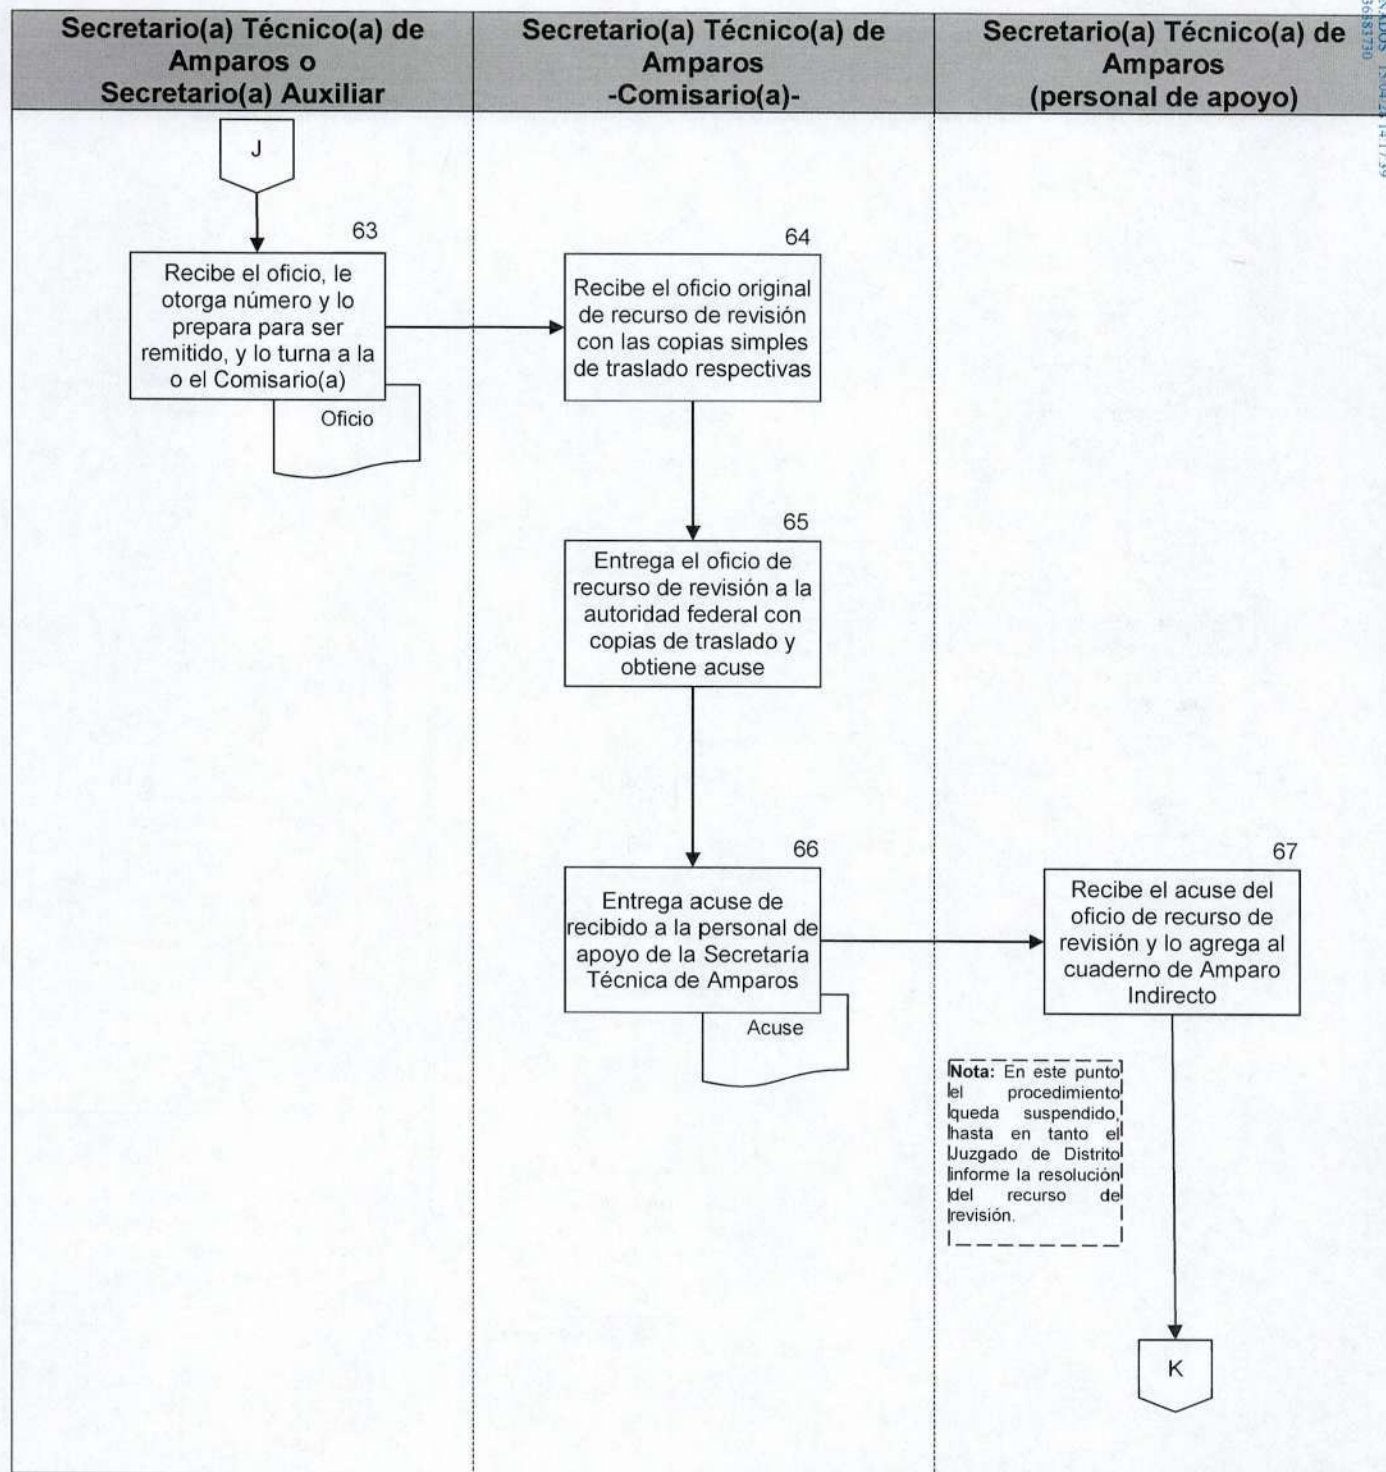 Secretario(a) Técnico(a) de
Amparos o
Secretario(a) Auxiliar
Secretario(a) Técnico(a) de
Amparos
-Comisario(a)-
Secretario(a) Técnico(a) de
Amparos
(personal de apoyo)
J
63
Recibe el oficio, le
otorga número y lo
prepara para ser
remitido, y lo turna a la
o el Comisario(a)
Oficio
64
Recibe el oficio original
de recurso de revisión
con las copias simples
de traslado respectivas
65
Entrega el oficio de
recurso de revisión a la
autoridad federal con
copias de traslado y
obtiene acuse
66
Entrega acuse de
recibido a la personal de
apoyo de la Secretaría
Técnica de Amparos
Acuse
67
Recibe el acuse del
oficio de recurso de
revisión y lo agrega al
cuaderno de Amparo
Indirecto
Nota: En este punto
el procedimiento
queda suspendido,
hasta en tanto el
Juzgado de Distrito
informe la resolución
del recurso de
revisión.
K